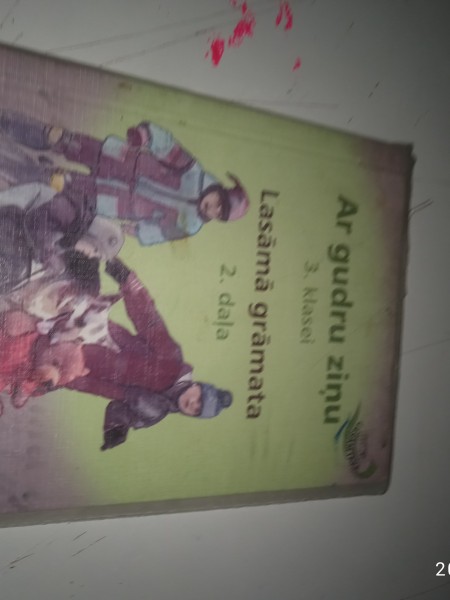 Ar gudru ziņu
3. klasei
Lasāmā grāmata
2. daļa